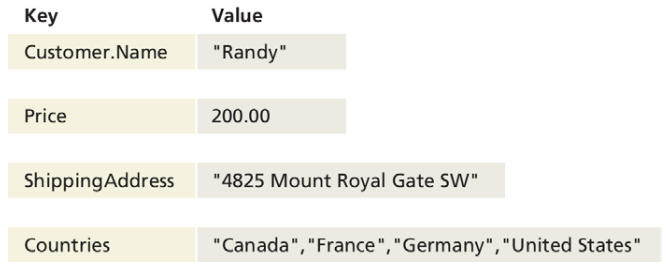 Key Value
Customer.Name "Randy"
Price 200.00
ShippingAddress "4825 Mount Royal Gate SW"
Countries "Canada","France","Germany","United States"